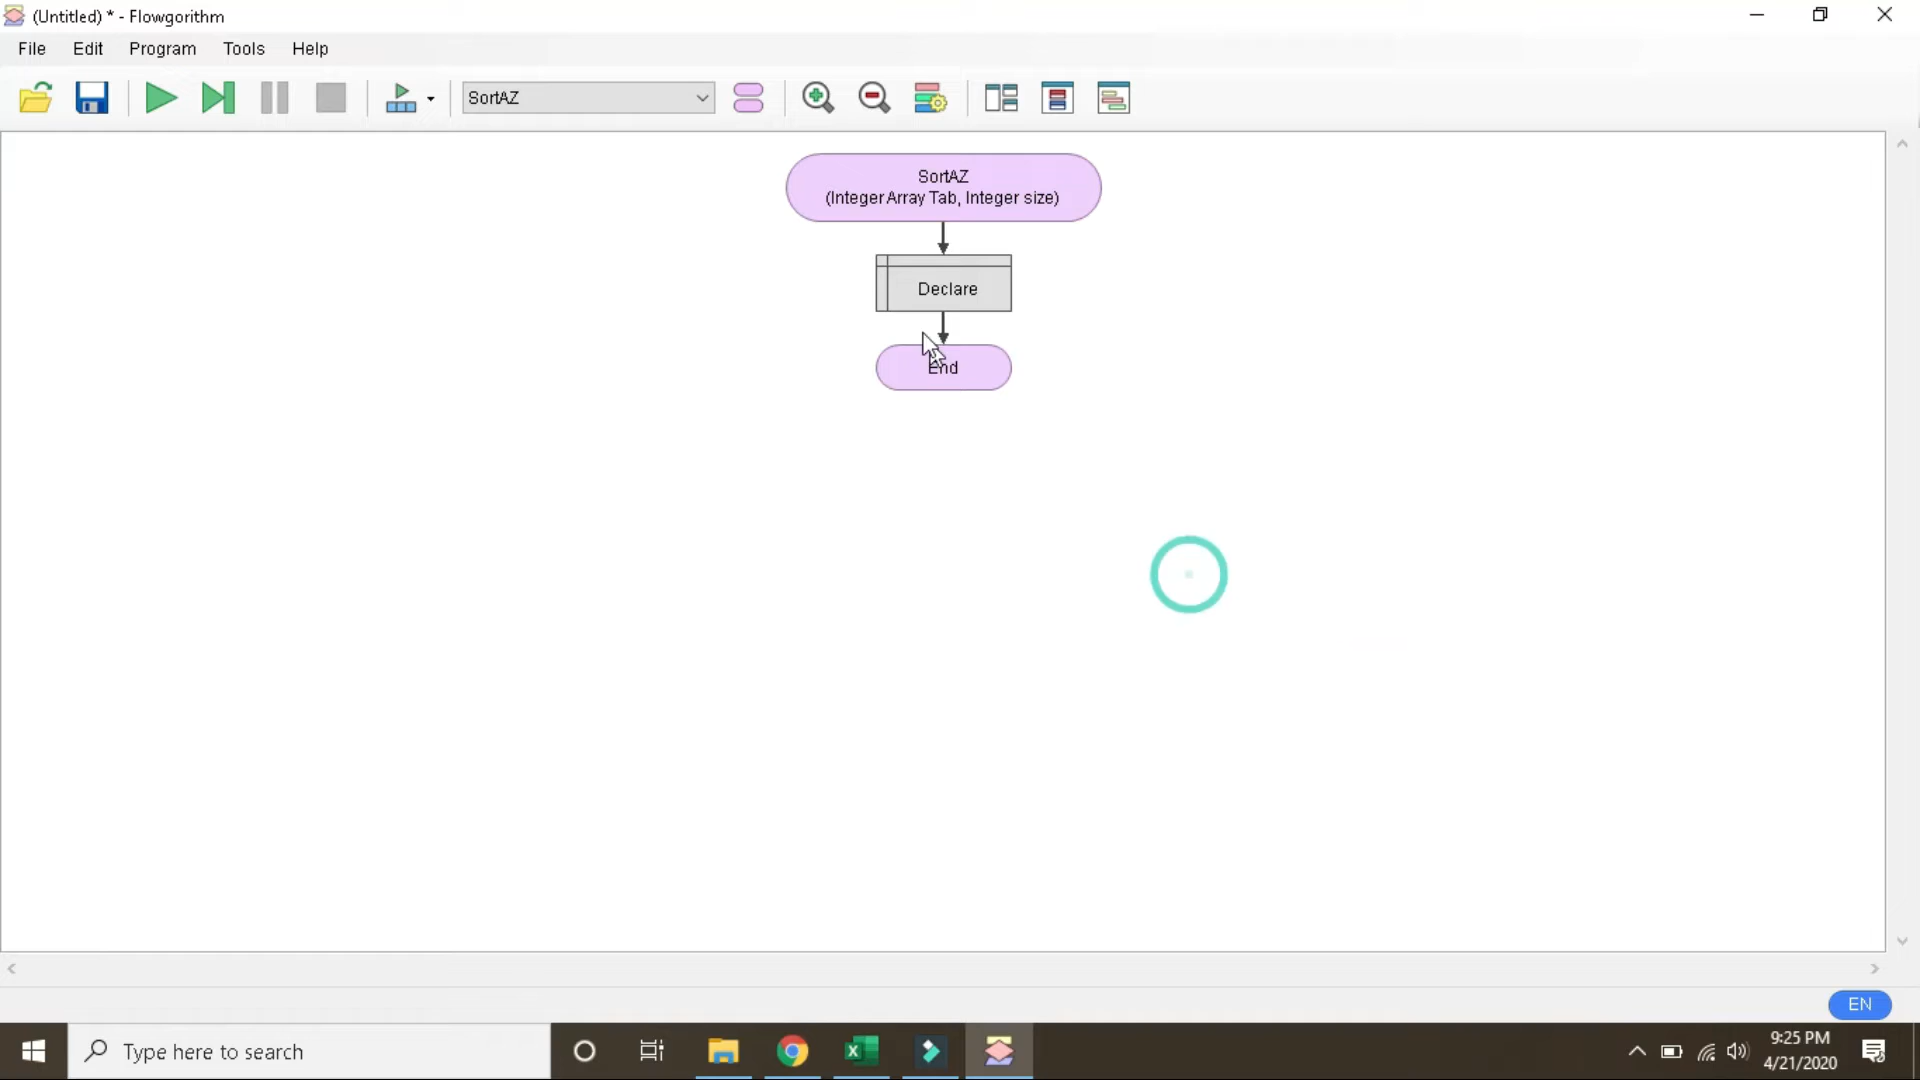 (Untitled) * - Flowgorithm
File Edit Program Tools Help
SortAZ
SortAZ
(Integer Array Tab, Integer size)
Declare
End
EN
Type here to search
9:25 PM
4/21/2020